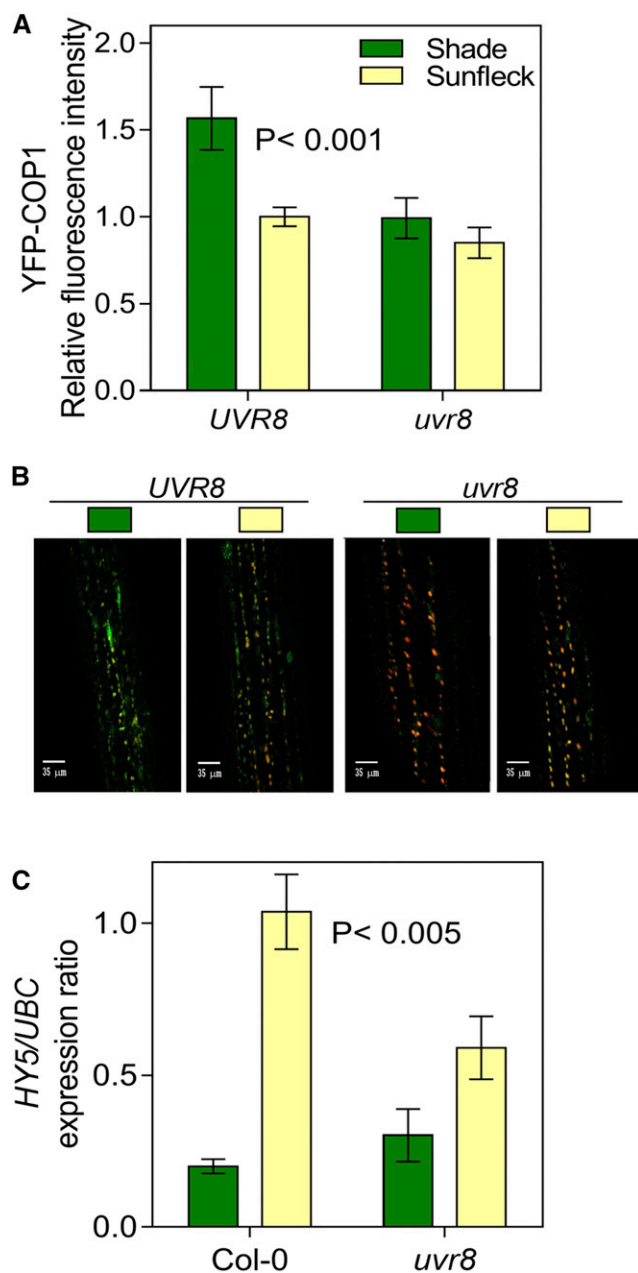 A
YFP-COP1
Relative fluorescence intensity
2.0
1.5
1.0
0.5
0.0
Shade
Sunfleck
P< 0.001
UVR8 uvr8
B
UVR8 uvr8
35 µm 35 µm 35 µm 35 µm
C
HY5/UBC
expression ratio
1.0
0.5
0.0
P< 0.005
Col-0 uvr8